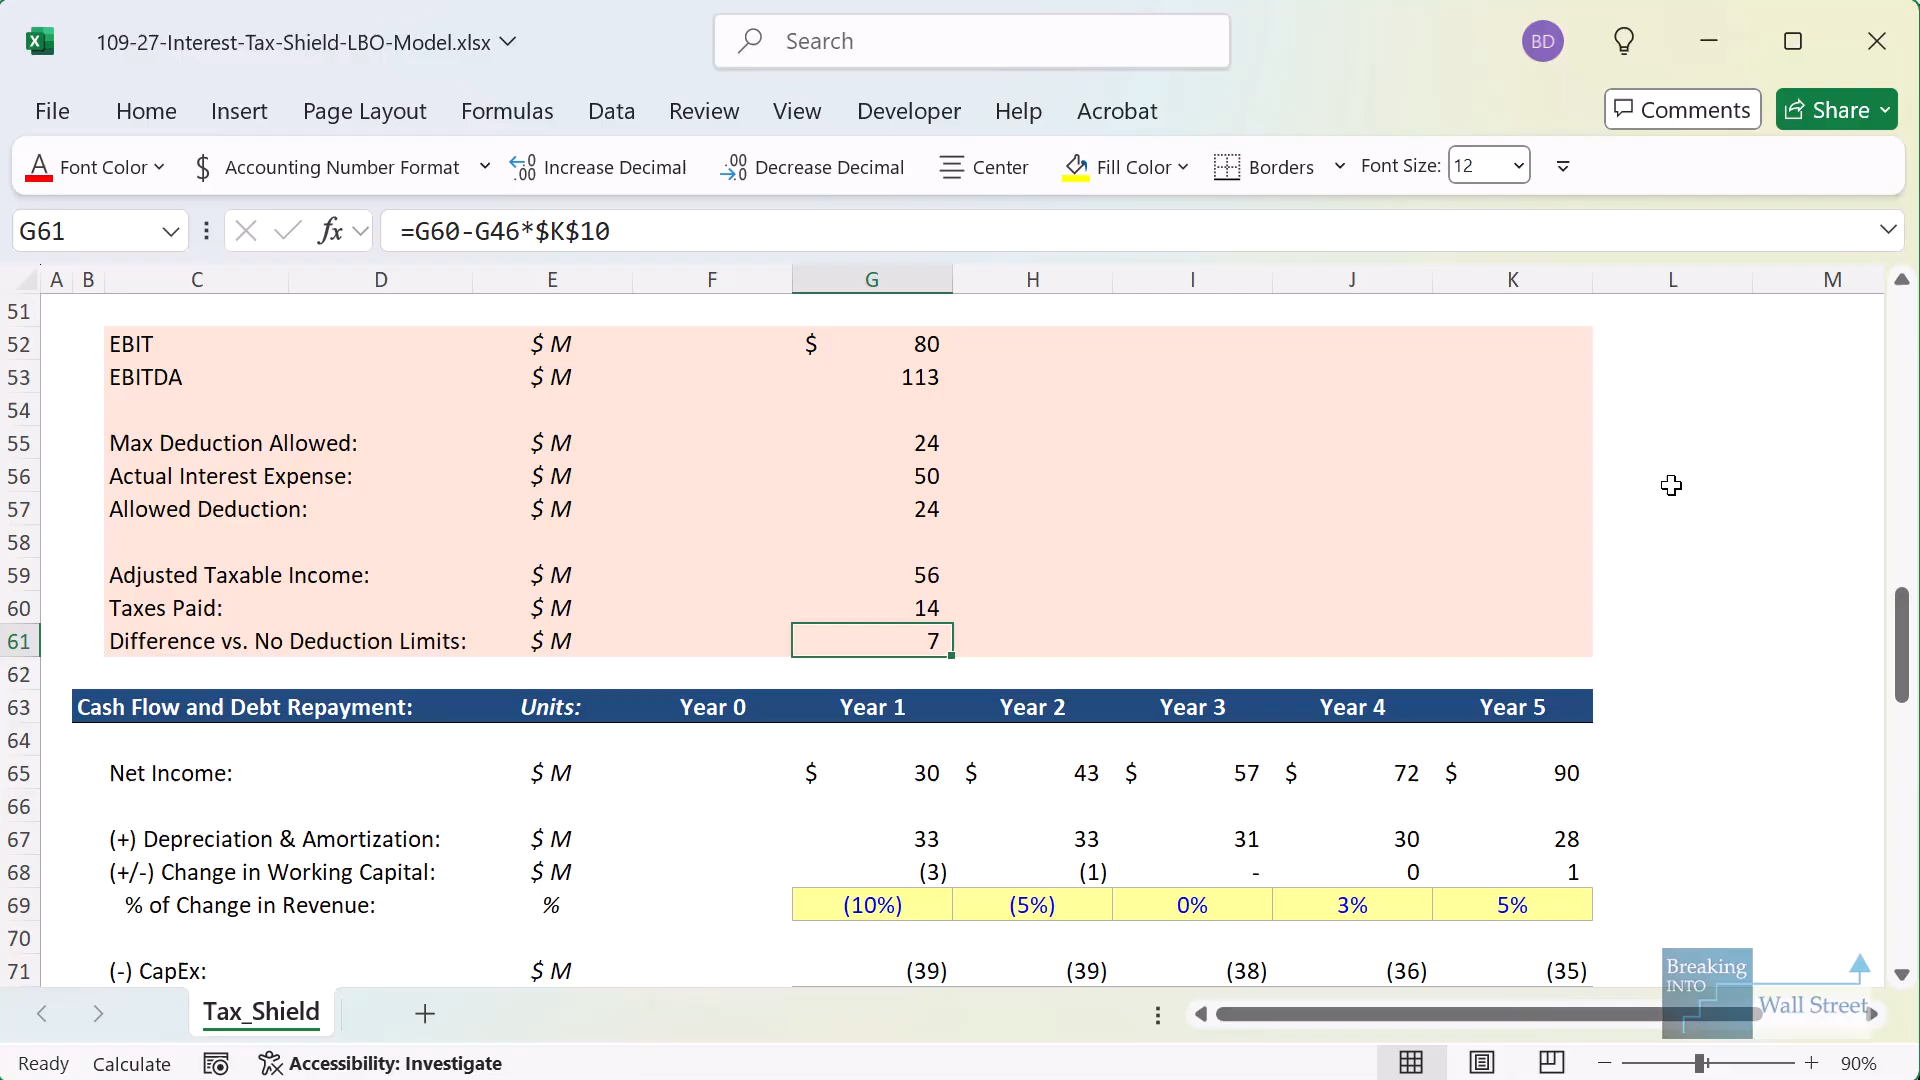 109-27-Interest-Tax-Shield-LBO-Model.xlsx
Search
BD
File Home Insert Page Layout Formulas Data Review View Developer Help Acrobat
Comments
Share
Font Color $ Accounting Number Format Increase Decimal Decrease Decimal Center Fill Color Borders Font Size: 12
G61 fx =G60-G46*$K$10
A B C D E F G H I J K L M
51
52 EBIT $ M $ 80
53 EBITDA $ M 113
54
55 Max Deduction Allowed: $ M 24
56 Actual Interest Expense: $ M 50
57 Allowed Deduction: $ M 24
58
59 Adjusted Taxable Income: $ M 56
60 Taxes Paid: $ M 14
61 Difference vs. No Deduction Limits: $ M 7
62
63 Cash Flow and Debt Repayment: Units: Year 0 Year 1 Year 2 Year 3 Year 4 Year 5
64
65 Net Income: $ M $ 30 $ 43 $ 57 $ 72 $ 90
66
67 (+) Depreciation & Amortization: $ M 33 33 31 30 28
68 (+/-) Change in Working Capital: $ M (3) (1) - 0 1
69 % of Change in Revenue: % (10%) (5%) 0% 3% 5%
70
71 (-) CapEx: $ M (39) (39) (38) (36) (35)
Breaking
INTO
Wall Street
Tax_Shield
Ready Calculate Accessibility: Investigate 90%